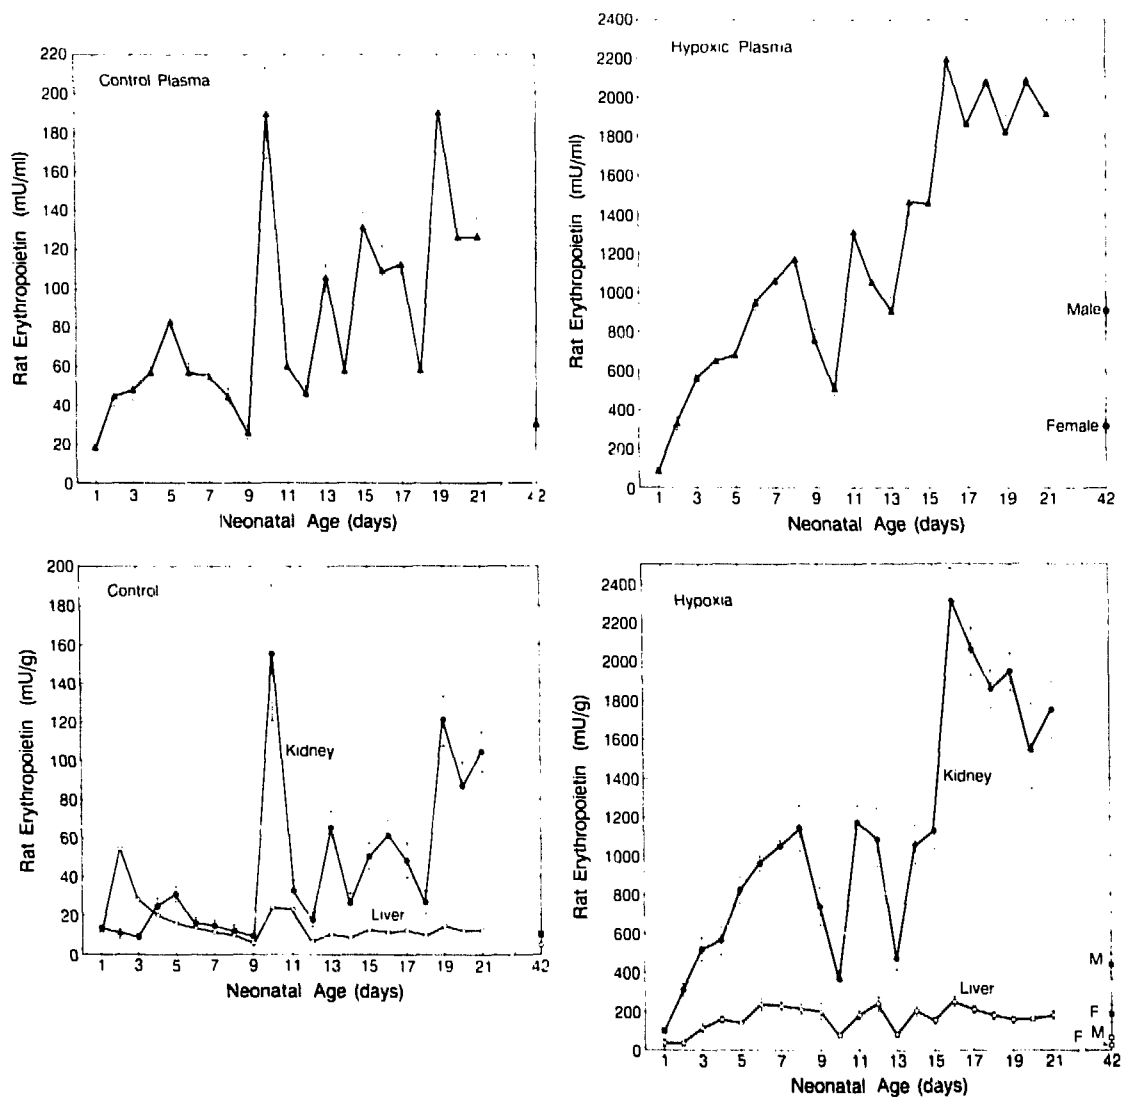 Control Plasma
Rat Erythropoietin (mU/ml)
220
200
180
160
140
120
100
80
60
40
20
0
1 3 5 7 9 11 13 15 17 19 21 42
Neonatal Age (days)
Hypoxic Plasma
Rat Erythropoietin (mU/ml)
2400
2200
2000
1800
1600
1400
1200
1000
800
600
400
200
0
Male
Female
1 3 5 7 9 11 13 15 17 19 21 42
Neonatal Age (days)
Control
Rat Erythropoietin (mU/g)
200
180
160
140
120
100
80
60
40
20
0
Kidney
Liver
1 3 5 7 9 11 13 15 17 19 21 42
Neonatal Age (days)
Hypoxia
Rat Erythropoietin (mU/g)
2400
2200
2000
1800
1600
1400
1200
1000
800
600
400
200
0
Kidney
Liver
M
F
M
F
1 3 5 7 9 11 13 15 17 19 21 42
Neonatal Age (days)